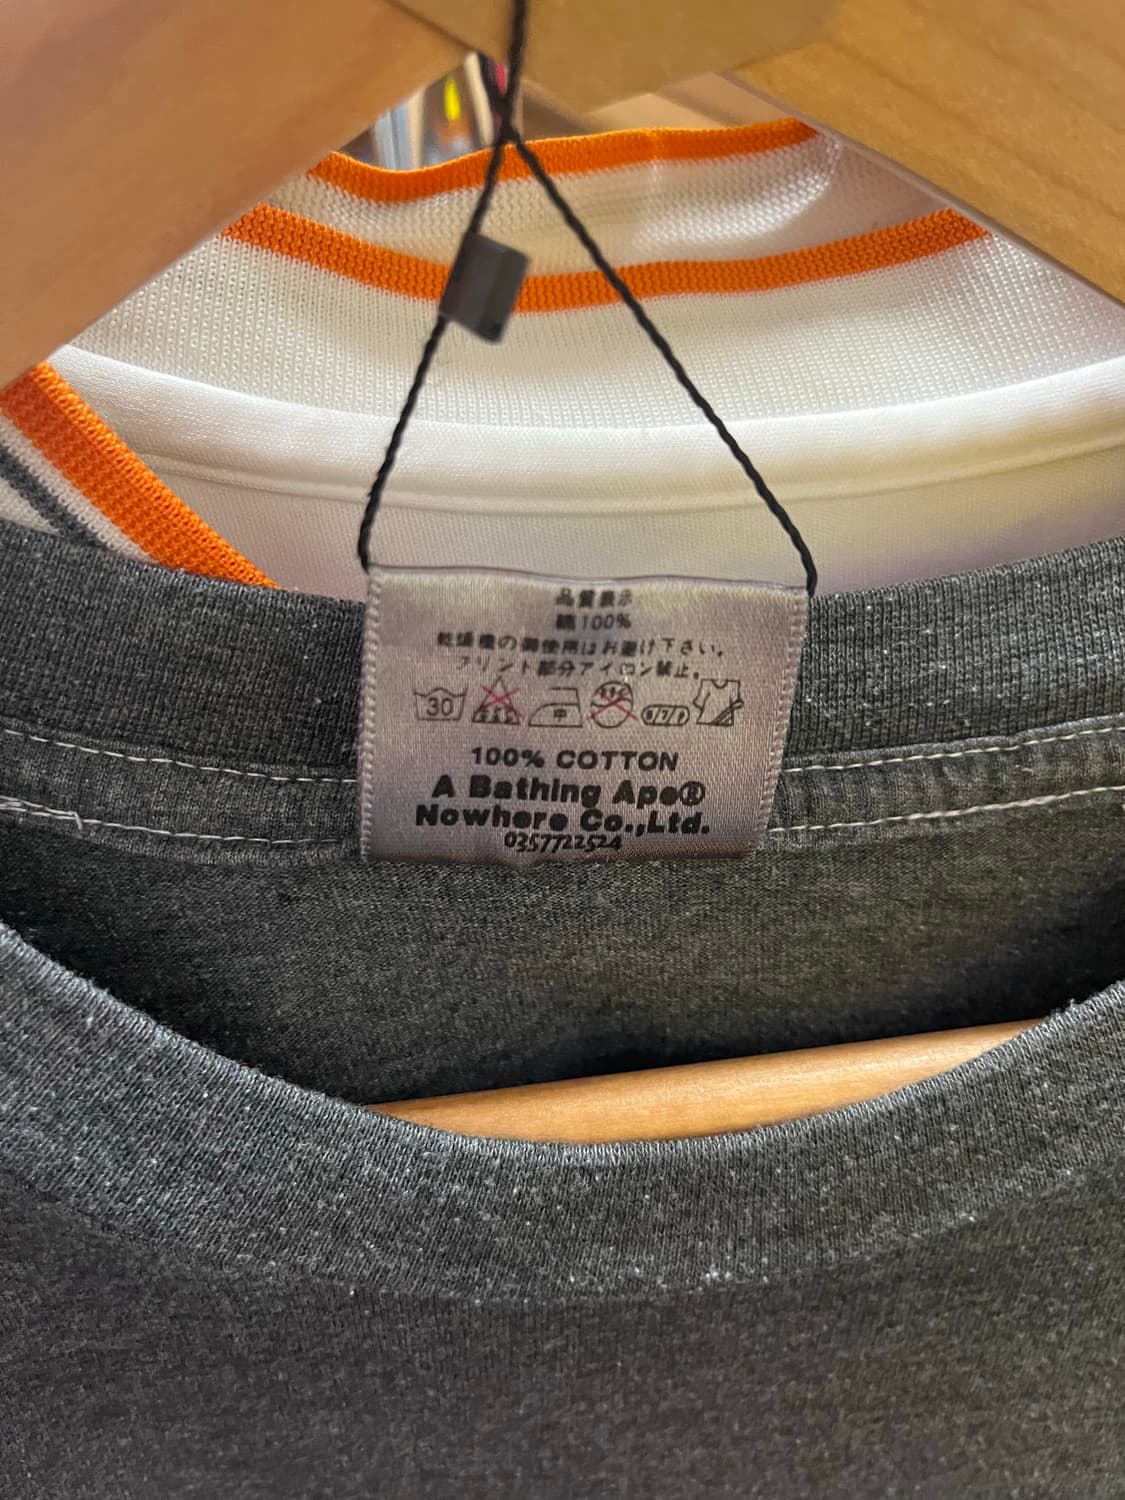 品質表示
綿100%
乾燥機の御使用はお避け下さい。
プリント部分アイロン禁止。
30
中
100% COTTON
A Bathing Ape®
Nowhere Co.,Ltd.
0357722524